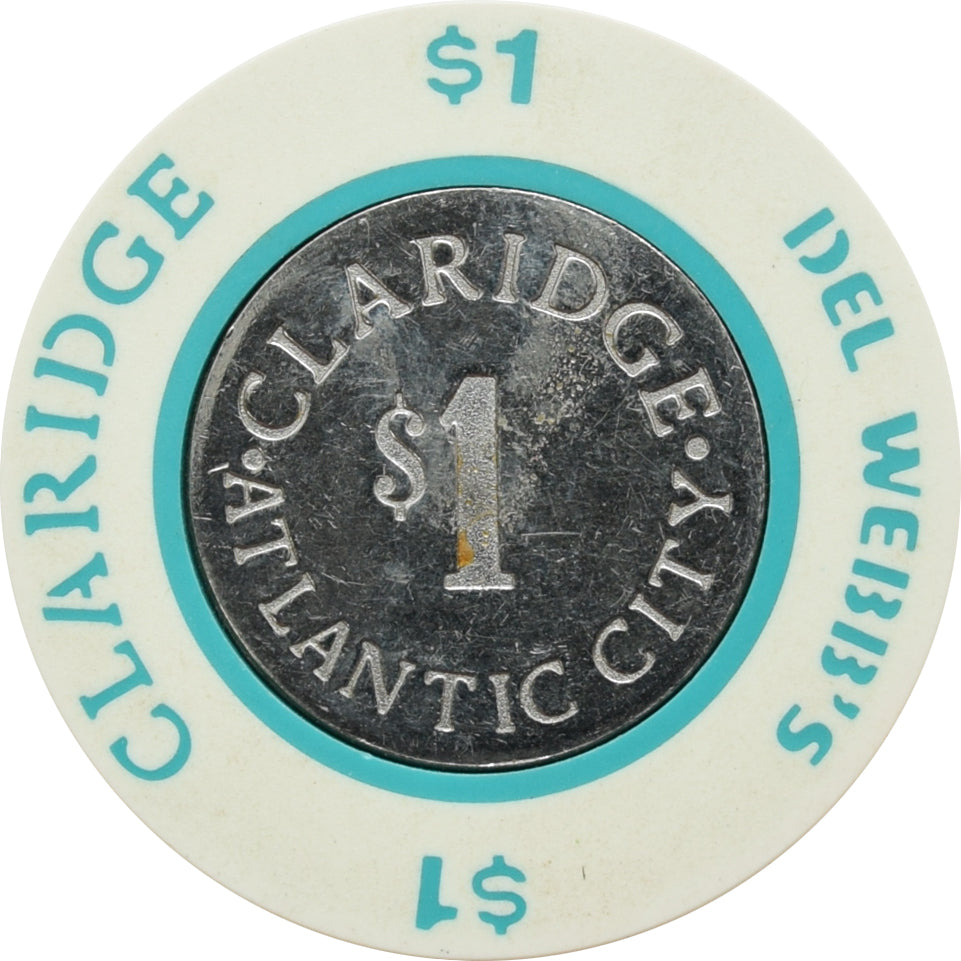 $1
DEL WEBB'S
$1
CLARIDGE
·CLARIDGE·
$1
ATLANTIC CITY